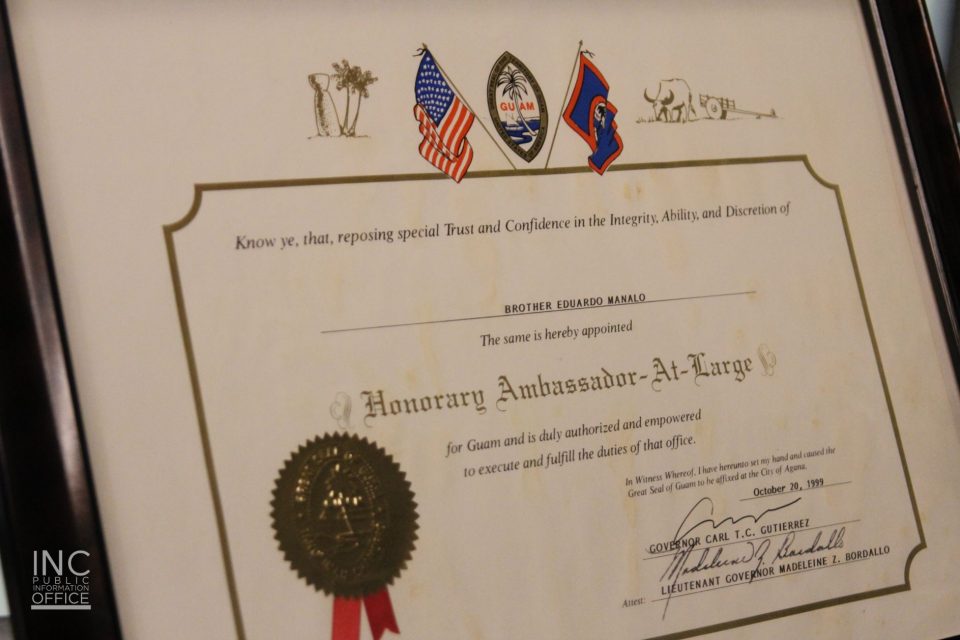 GUAM
Know ye, that, reposing special Trust and Confidence in the Integrity, Ability, and Discretion of
BROTHER EDUARDO MANALO
The same is hereby appointed
Honorary Ambassador-At-Large
for Guam and is duly authorized and empowered
to execute and fulfill the duties of that office.
In Witness Whereof, I have hereunto set my hand and caused the
Great Seal of Guam to be affixed at the City of Agana.
October 20, 1999
GOVERNOR CARL T.C. GUTIERREZ
Madeleine Z. Bordallo
LIEUTENANT GOVERNOR MADELEINE Z. BORDALLO
Attest:
INC
PUBLIC
INFORMATION
OFFICE